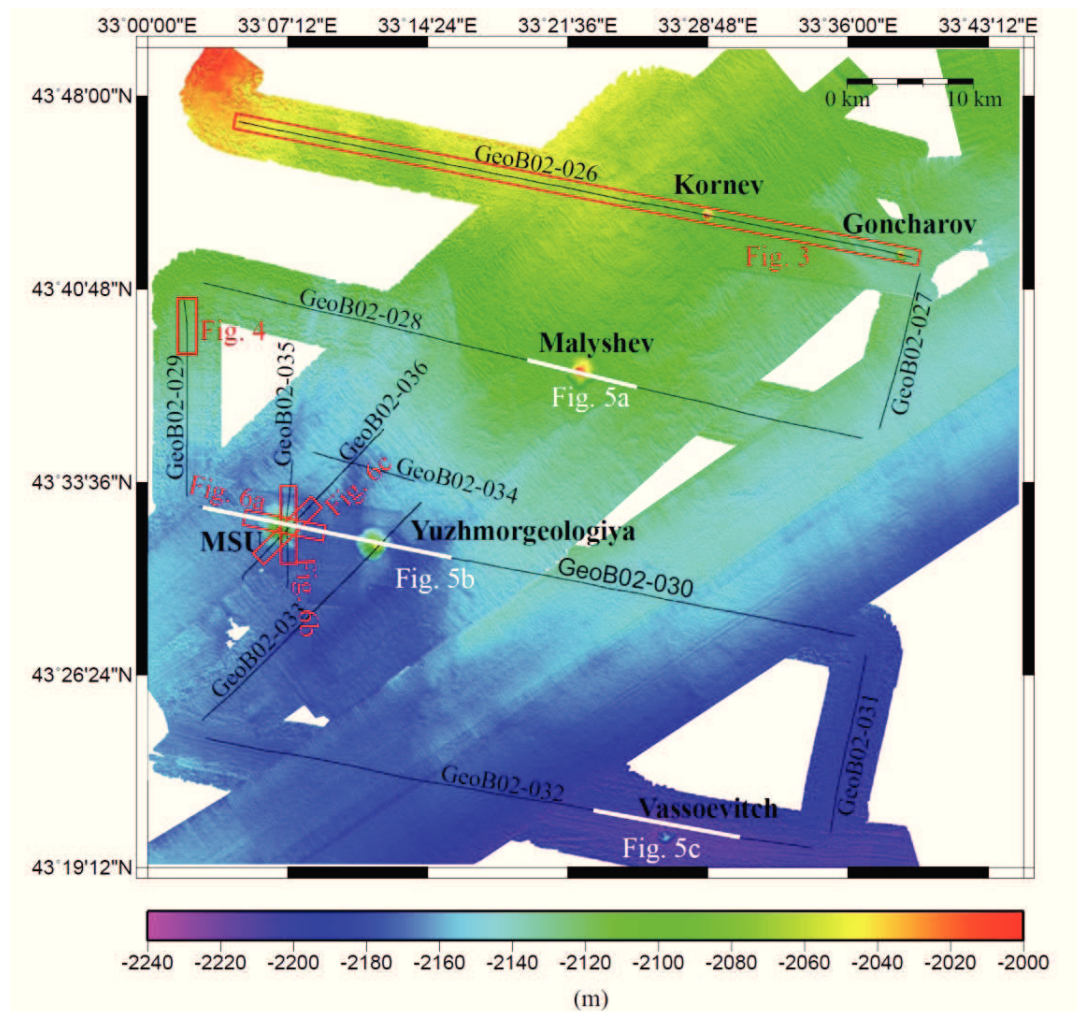 33˚00'00"E 33˚07'12"E 33˚14'24"E 33˚21'36"E 33˚28'48"E 33˚36'00"E 33˚43'12"E
43˚48'00"N
0 km 10 km
GeoB02-026
Kornev
Goncharov
Fig. 3
43˚40'48"N
GeoB02-028
GeoB02-027
Fig. 4
Malyshev
Fig. 5a
GeoB02-029
GeoB02-035
GeoB02-036
43˚33'36"N
GeoB02-034
Fig. 6a
Fig. 6c
MSU
Yuzhmorgeologiya
Fig. 5b
GeoB02-030
Fig. 6b
GeoB02-033
43˚26'24"N
GeoB02-031
GeoB02-032
Vassoevitch
Fig. 5c
43˚19'12"N
-2240 -2220 -2200 -2180 -2160 -2140 -2120 -2100 -2080 -2060 -2040 -2020 -2000
(m)